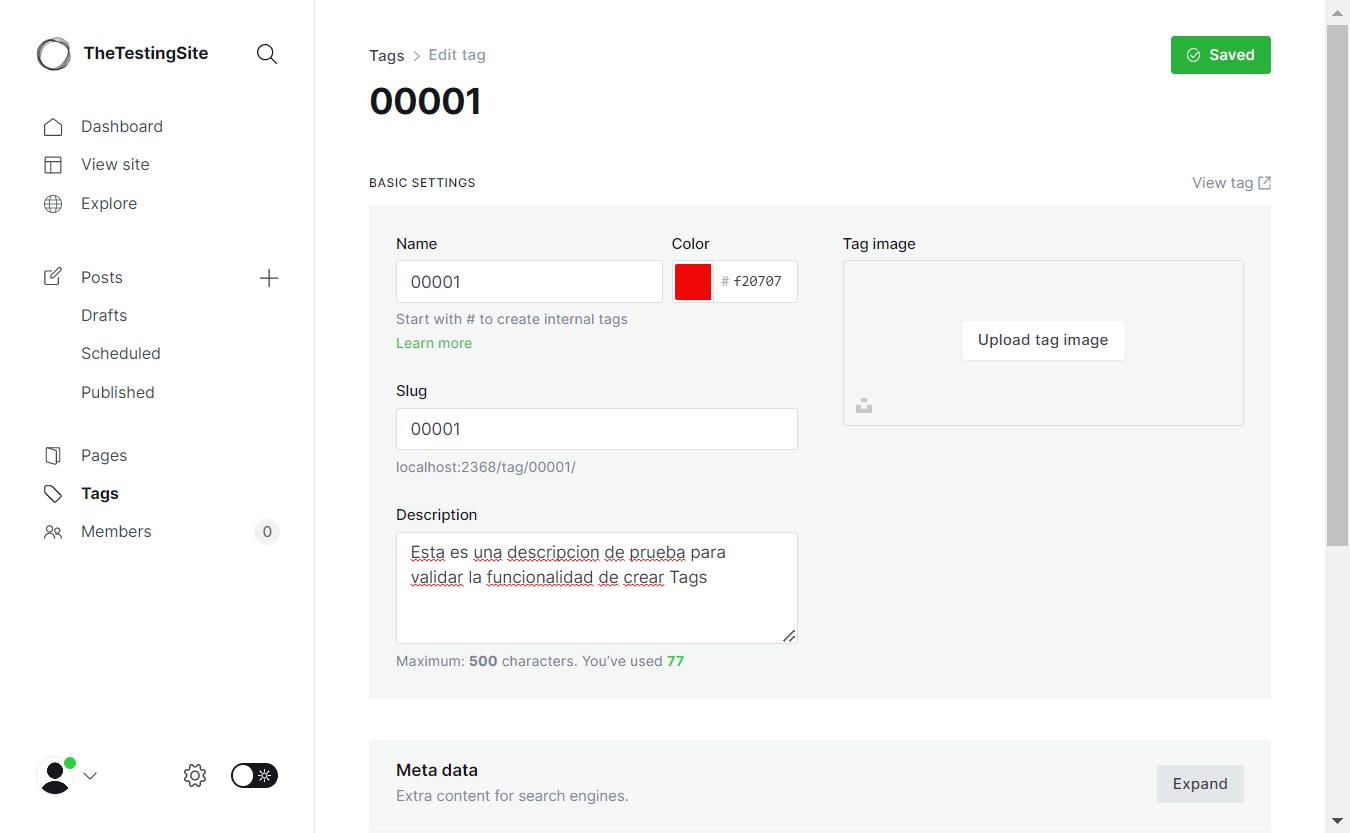 TheTestingSite
Dashboard
View site
Explore
Posts
Drafts
Scheduled
Published
Pages
Tags
Members 0
Tags > Edit tag
Saved
00001
BASIC SETTINGS
View tag
Name
00001
Start with # to create internal tags
Learn more
Color
# f20707
Slug
00001
localhost:2368/tag/00001/
Description
Esta es una descripcion de prueba para
validar la funcionalidad de crear Tags
Maximum: 500 characters. You’ve used 77
Tag image
Upload tag image
Meta data
Extra content for search engines.
Expand